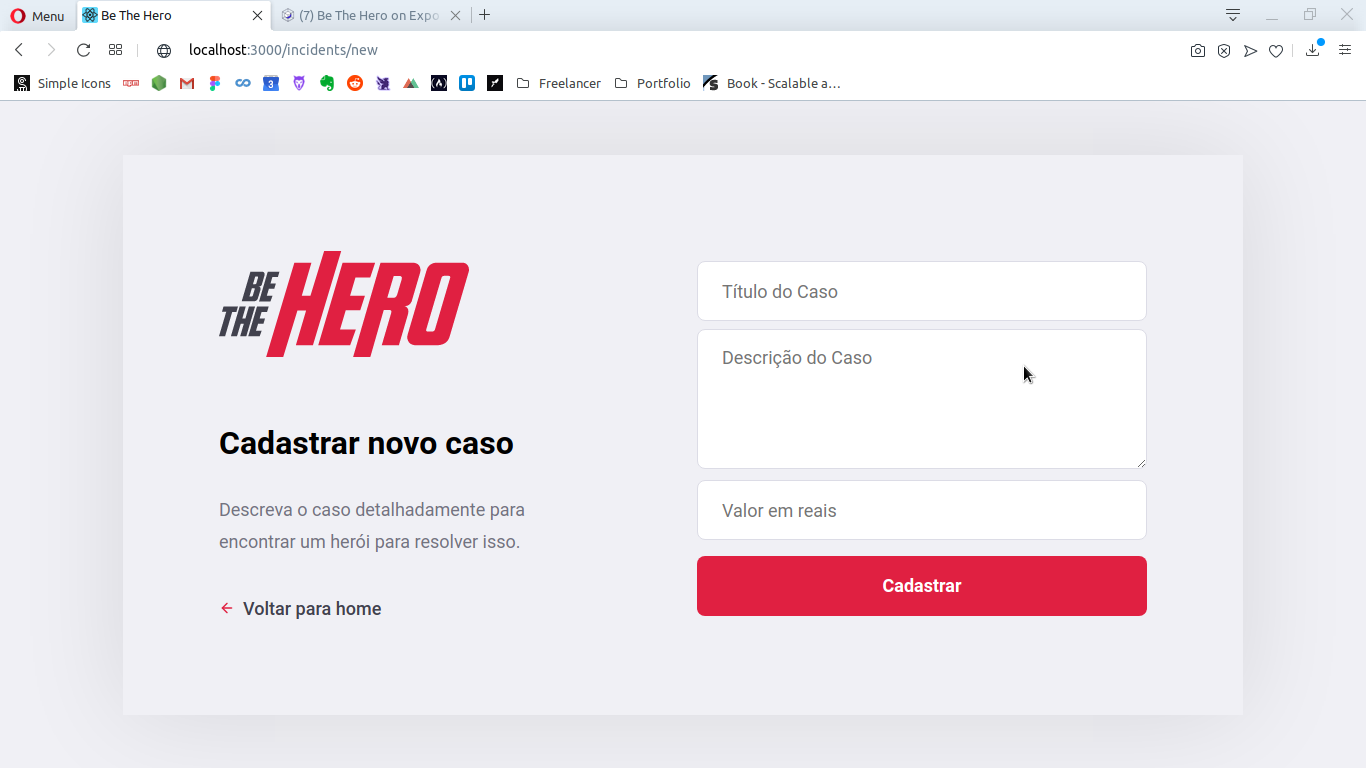 Menu
Be The Hero
(7) Be The Hero on Expo
localhost:3000/incidents/new
Simple Icons
Freelancer
Portfolio
Book - Scalable a…
BE THE HERO
Cadastrar novo caso
Descreva o caso detalhadamente para
encontrar um herói para resolver isso.
Voltar para home
Título do Caso
Descrição do Caso
Valor em reais
Cadastrar